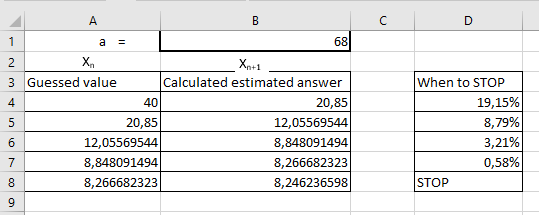 A B C D
1 a = 68
2 Xn Xn+1
3 Guessed value Calculated estimated answer When to STOP
4 40 20,85 19,15%
5 20,85 12,05569544 8,79%
6 12,05569544 8,848091494 3,21%
7 8,848091494 8,266682323 0,58%
8 8,266682323 8,246236598 STOP
9